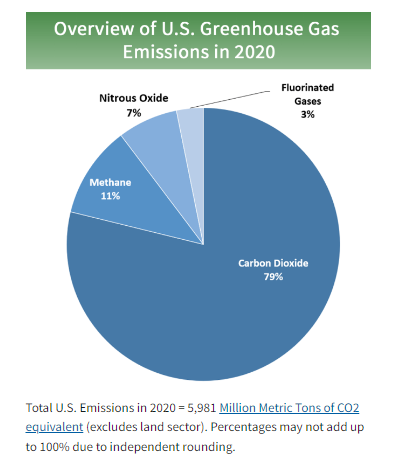 Overview of U.S. Greenhouse Gas
Emissions in 2020
Fluorinated
Gases
3%
Nitrous Oxide
7%
Methane
11%
Carbon Dioxide
79%
Total U.S. Emissions in 2020 = 5,981 Million Metric Tons of CO2
equivalent (excludes land sector). Percentages may not add up
to 100% due to independent rounding.